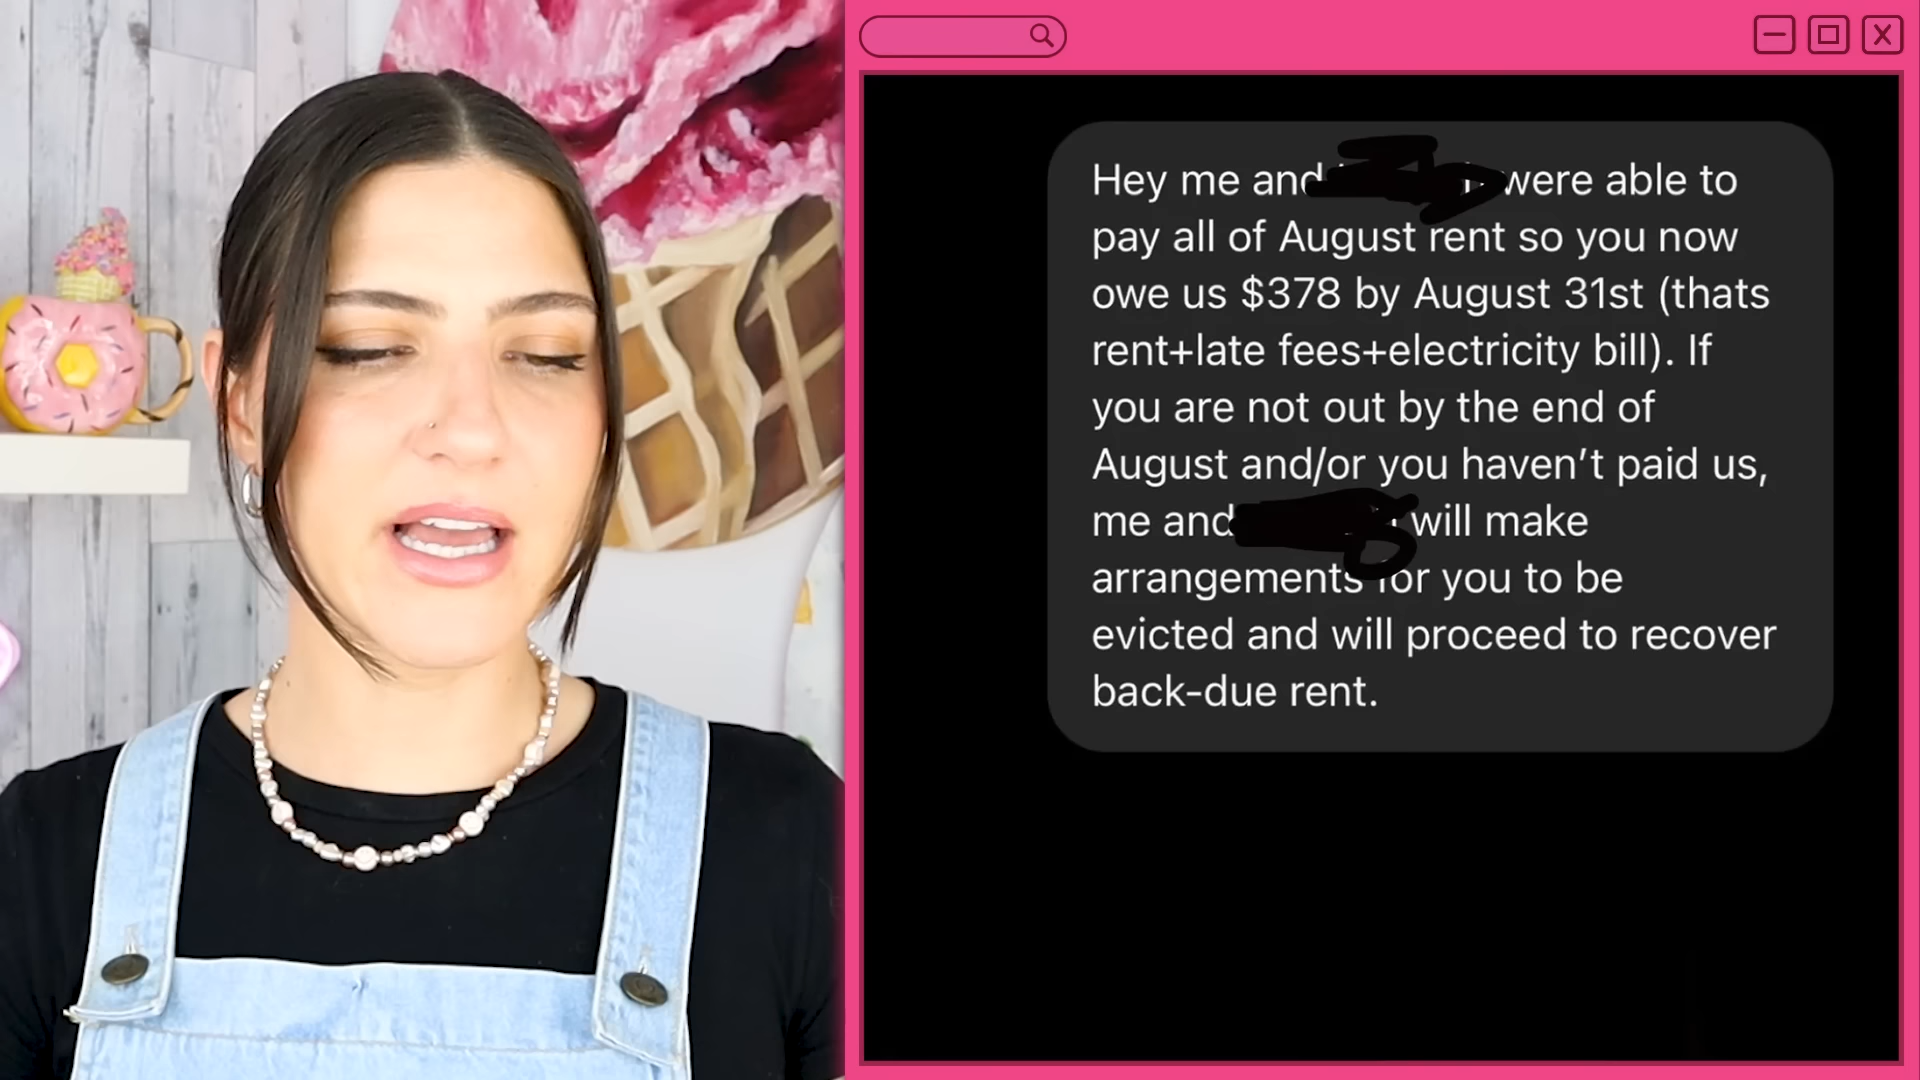 Hey me and were able to
pay all of August rent so you now
owe us $378 by August 31st (thats
rent+late fees+electricity bill). If
you are not out by the end of
August and/or you haven't paid us,
me and will make
arrangements for you to be
evicted and will proceed to recover
back-due rent.